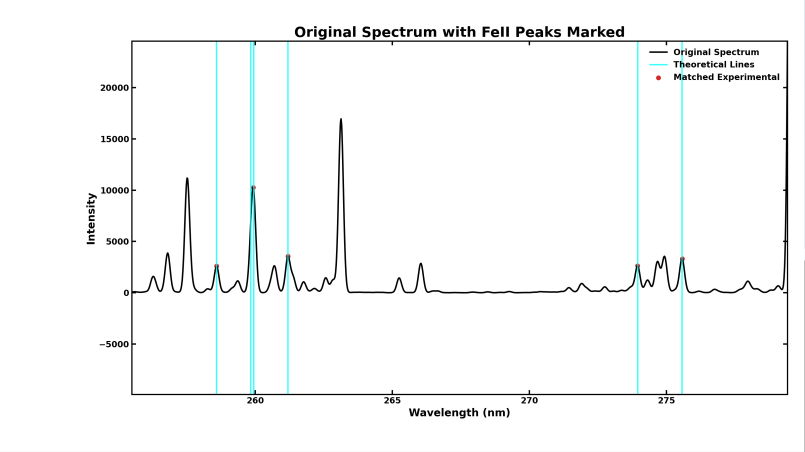 Original Spectrum with FeII Peaks Marked
Original Spectrum
Theoretical Lines
Matched Experimental
20000
15000
10000
5000
0
−5000
Intensity
260
265
270
275
Wavelength (nm)